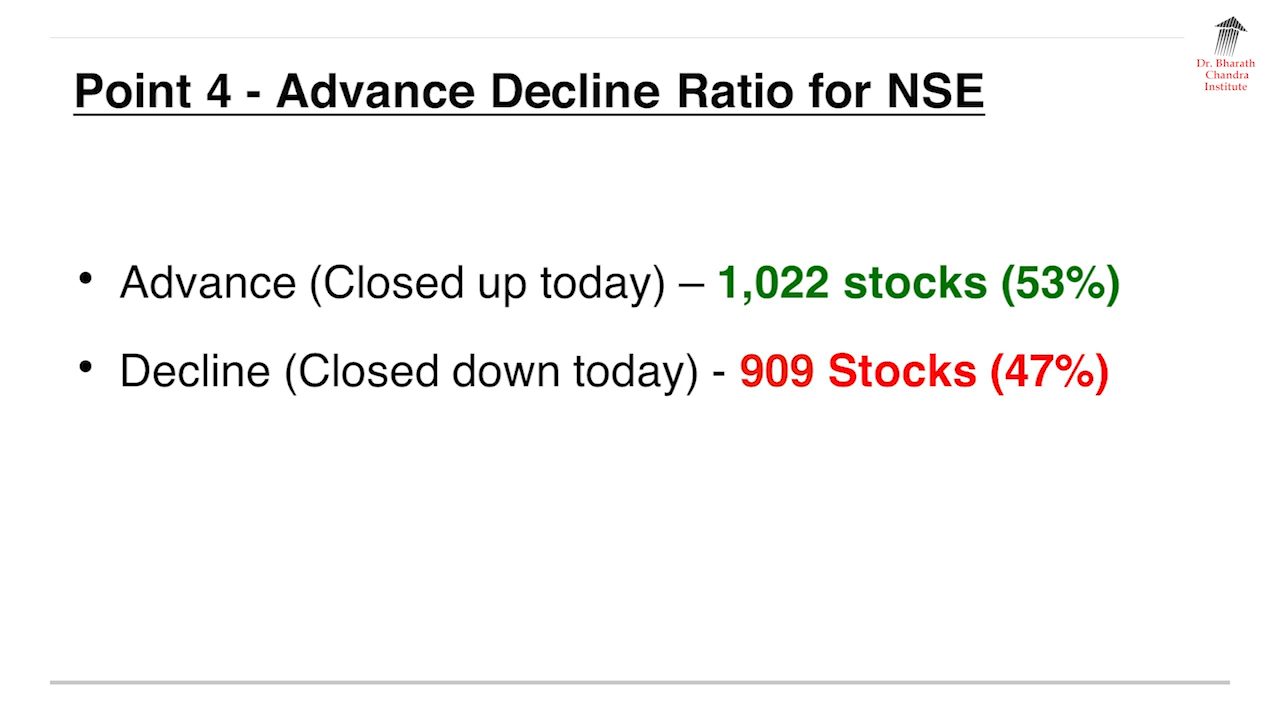 Dr. Bharath
Chandra
Institute
Point 4 - Advance Decline Ratio for NSE
• Advance (Closed up today) – 1,022 stocks (53%)
• Decline (Closed down today) - 909 Stocks (47%)